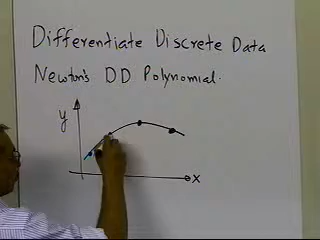 Differentiate Discrete Data
Newton's DD Polynomial.
y
x